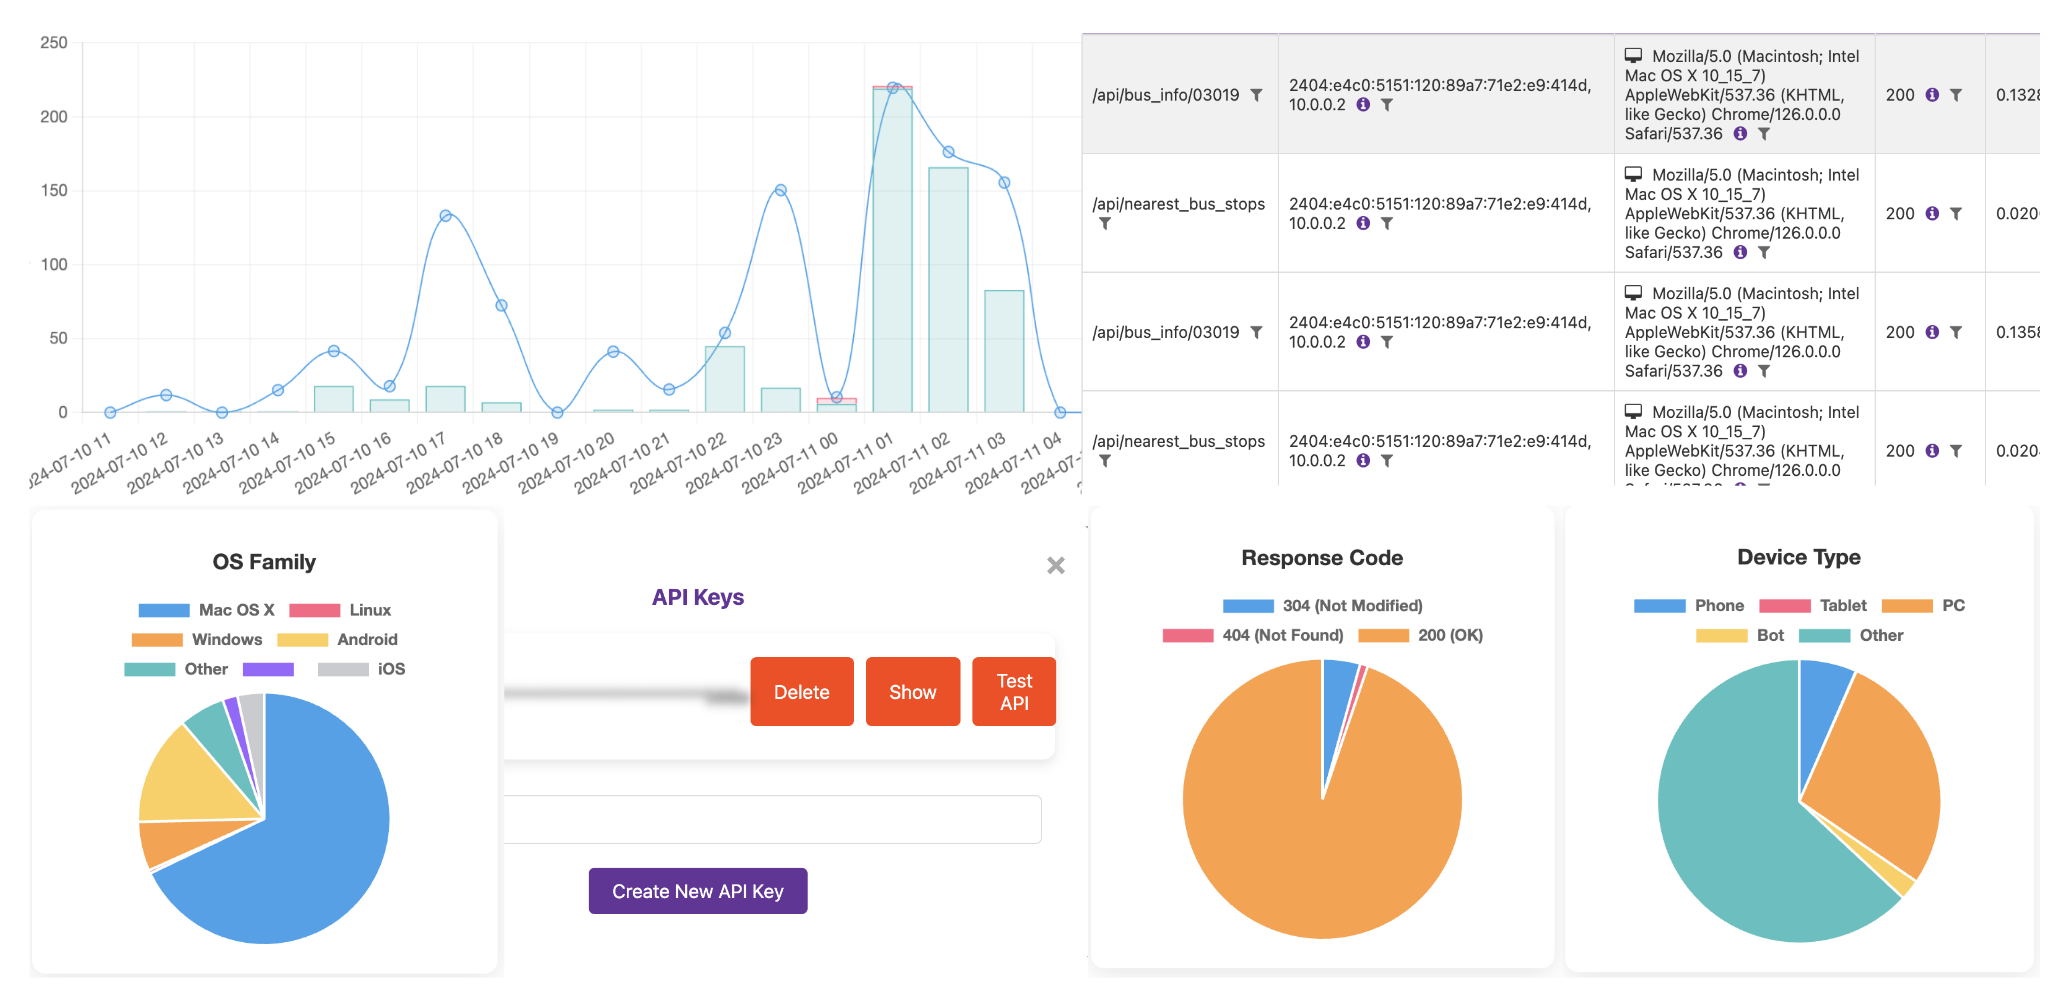 250
200
150
100
50
0
2024-07-10 12
2024-07-10 13
2024-07-10 14
2024-07-10 15
2024-07-10 16
2024-07-10 17
2024-07-10 18
2024-07-10 19
2024-07-10 20
2024-07-10 21
2024-07-10 22
2024-07-10 23
2024-07-11 00
2024-07-11 01
2024-07-11 02
2024-07-11 03
2024-07-11 04
/api/bus_info/03019
2404:e4c0:5151:120:89a7:71e2:e9:414d,
10.0.0.2
Mozilla/5.0 (Macintosh; Intel
Mac OS X 10_15_7)
AppleWebKit/537.36 (KHTML,
like Gecko) Chrome/126.0.0.0
Safari/537.36
200
0.1328
/api/nearest_bus_stops
2404:e4c0:5151:120:89a7:71e2:e9:414d,
10.0.0.2
Mozilla/5.0 (Macintosh; Intel
Mac OS X 10_15_7)
AppleWebKit/537.36 (KHTML,
like Gecko) Chrome/126.0.0.0
Safari/537.36
200
0.020
/api/bus_info/03019
2404:e4c0:5151:120:89a7:71e2:e9:414d,
10.0.0.2
Mozilla/5.0 (Macintosh; Intel
Mac OS X 10_15_7)
AppleWebKit/537.36 (KHTML,
like Gecko) Chrome/126.0.0.0
Safari/537.36
200
0.1358
/api/nearest_bus_stops
2404:e4c0:5151:120:89a7:71e2:e9:414d,
10.0.0.2
Mozilla/5.0 (Macintosh; Intel
Mac OS X 10_15_7)
AppleWebKit/537.36 (KHTML,
like Gecko) Chrome/126.0.0.0
200
0.020
OS Family
Mac OS X Linux
Windows Android
Other iOS
API Keys
Delete
Show
Test
API
Create New API Key
Response Code
304 (Not Modified)
404 (Not Found) 200 (OK)
Device Type
Phone Tablet PC
Bot Other